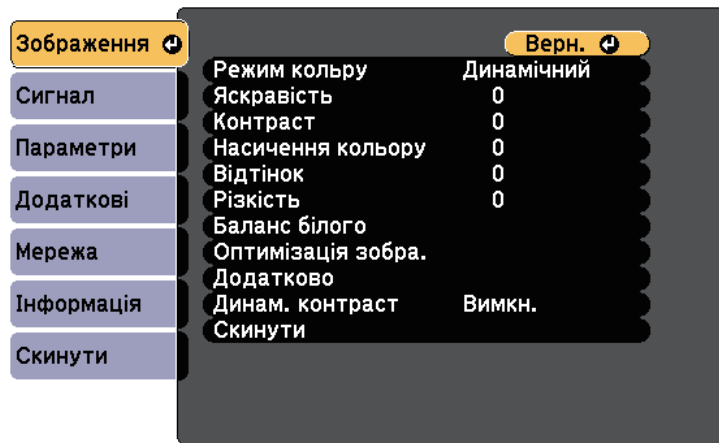 Зображення
Сигнал
Параметри
Додаткові
Мережа
Інформація
Скинути
Верн.
Режим кольру Динамічний
Яскравість 0
Контраст 0
Насичення кольору 0
Відтінок 0
Різкість 0
Баланс білого
Оптимізація зобра.
Додатково
Динам. контраст Вимкн.
Скинути